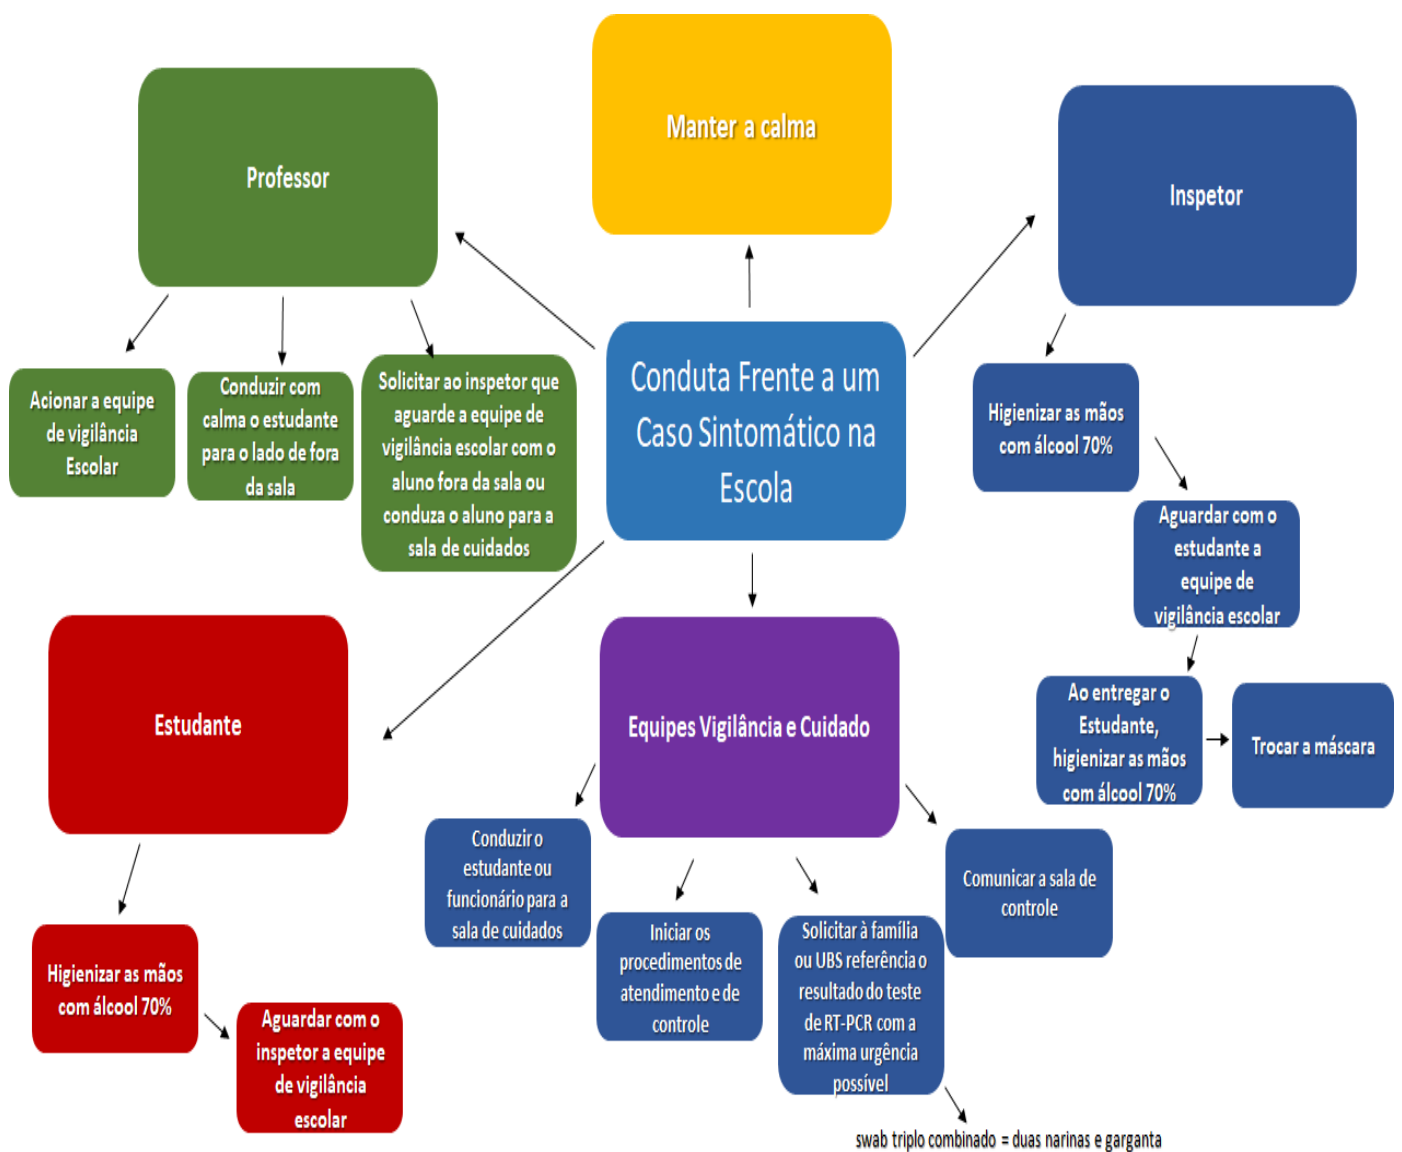 Manter a calma
Professor
Inspetor
Conduta Frente a um
Caso Sintomático na
Escola
Acionar a equipe
de vigilância
Escolar
Conduzir com
calma o estudante
para o lado de fora
da sala
Solicitar ao inspetor que
aguarde a equipe de
vigilância escolar com o
aluno fora da sala ou
conduza o aluno para a
sala de cuidados
Higienizar as mãos
com álcool 70%
Aguardar com o
estudante a
equipe de
vigilância escolar
Ao entregar o
Estudante,
higienizar as mãos
com álcool 70%
Trocar a máscara
Estudante
Higienizar as mãos
com álcool 70%
Aguardar com o
inspetor a equipe
de vigilância
escolar
Equipes Vigilância e Cuidado
Conduzir o
estudante ou
funcionário para a
sala de cuidados
Iniciar os
procedimentos de
atendimento e de
controle
Solicitar à família
ou UBS referência o
resultado do teste
de RT-PCR com a
máxima urgência
possível
Comunicar a sala de
controle
swab triplo combinado = duas narinas e garganta